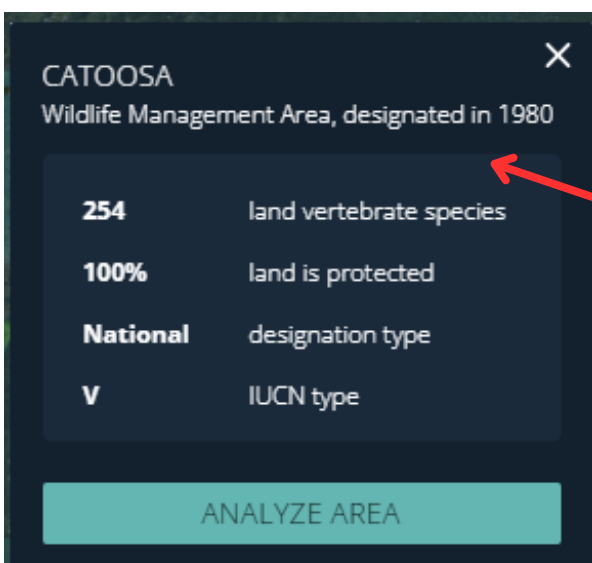 CATOOSA
Wildlife Management Area, designated in 1980
254 land vertebrate species
100% land is protected
National designation type
V IUCN type
ANALYZE AREA